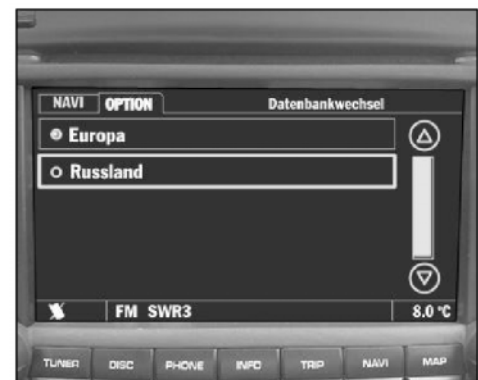 NAVI OPTION Datenbankwechsel
Europa
Russland
FM SWR3 8.0 °C
TUNER DISC PHONE INFO TRIP NAVI MAP